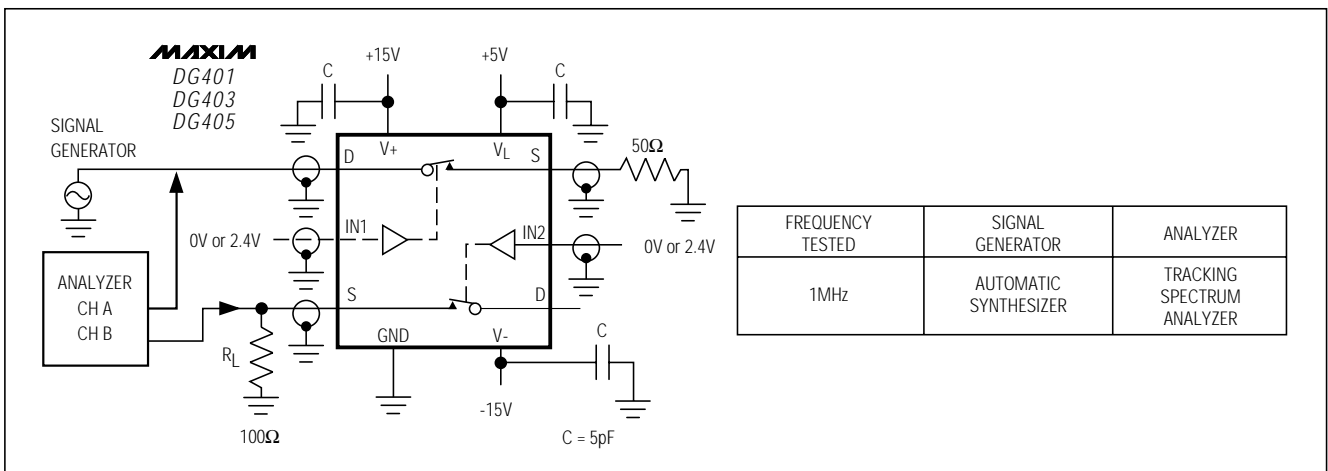 MAXIM
DG401
DG403
DG405
+15V
+5V
C
C
SIGNAL
GENERATOR
D
V+
VL
S
50Ω
0V or 2.4V
IN1
IN2
0V or 2.4V
ANALYZER
CH A
CH B
S
D
RL
GND
V-
C
100Ω
-15V
C = 5pF
FREQUENCY
TESTED
SIGNAL
GENERATOR
ANALYZER
1MHz
AUTOMATIC
SYNTHESIZER
TRACKING
SPECTRUM
ANALYZER